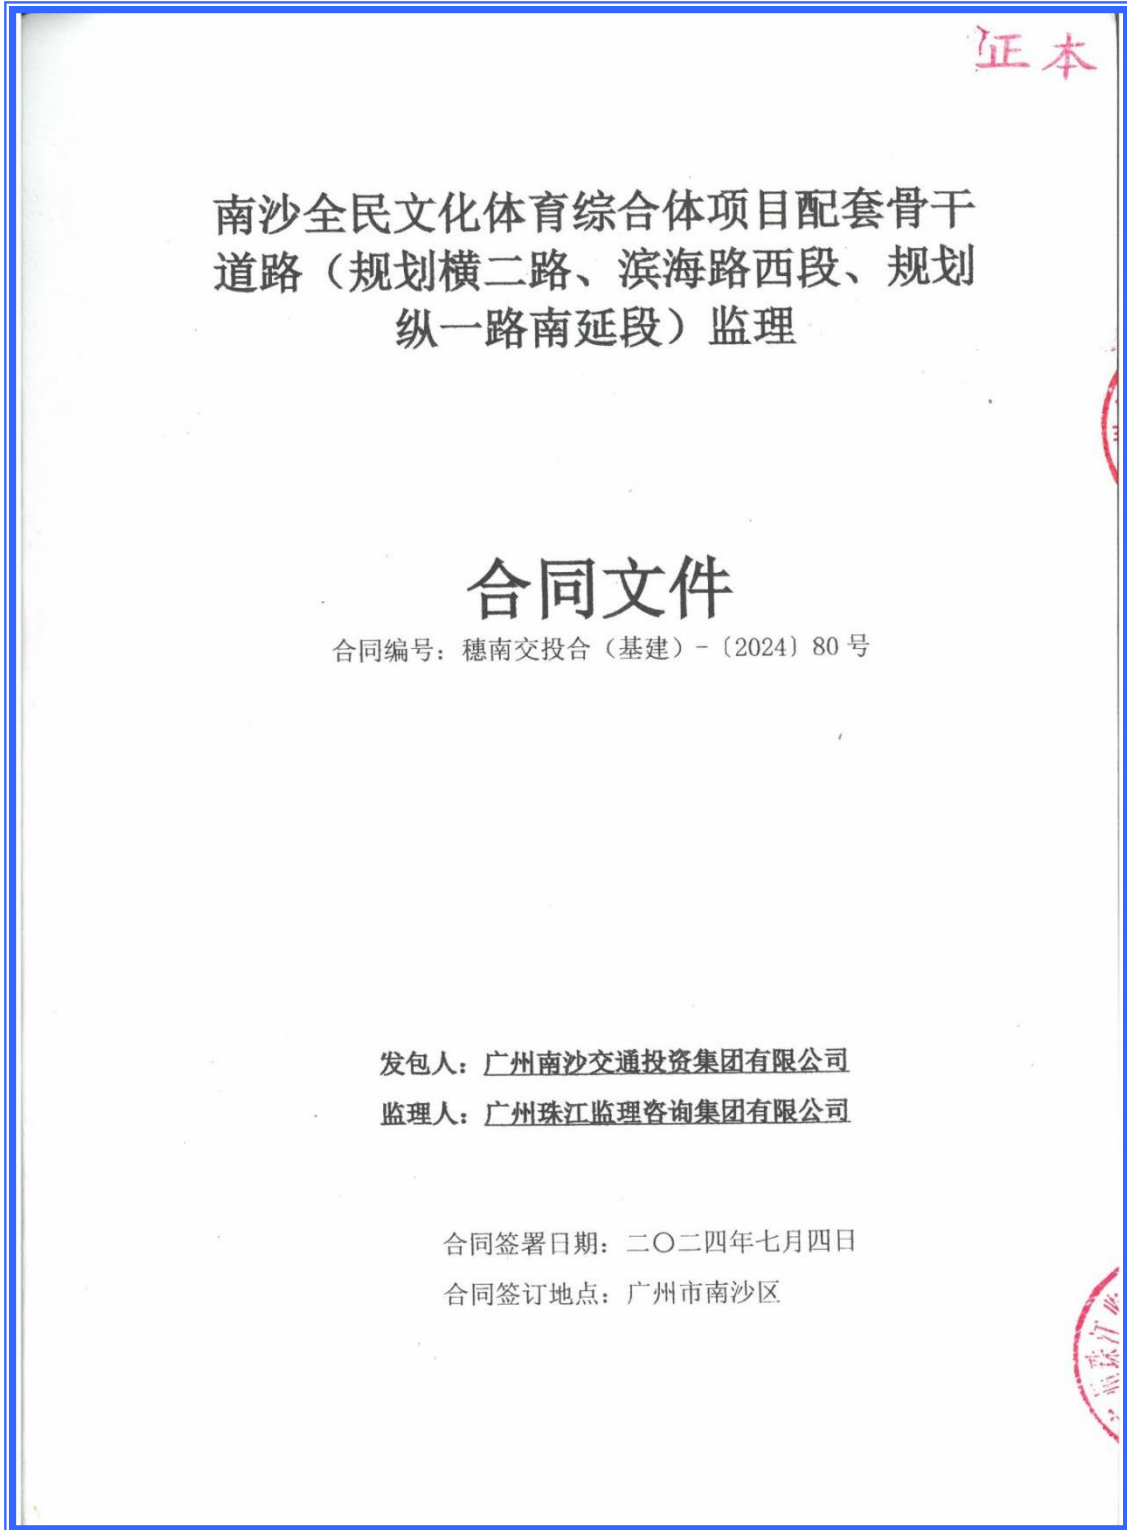 正本
南沙全民文化体育综合体项目配套骨干
道路（规划横二路、滨海路西段、规划
纵一路南延段）监理
合同文件
合同编号：穗南交投合（基建）-〔2024〕80号
发包人：广州南沙交通投资集团有限公司
监理人：广州珠江监理咨询集团有限公司
合同签署日期：二〇二四年七月四日
合同签订地点：广州市南沙区
珠江